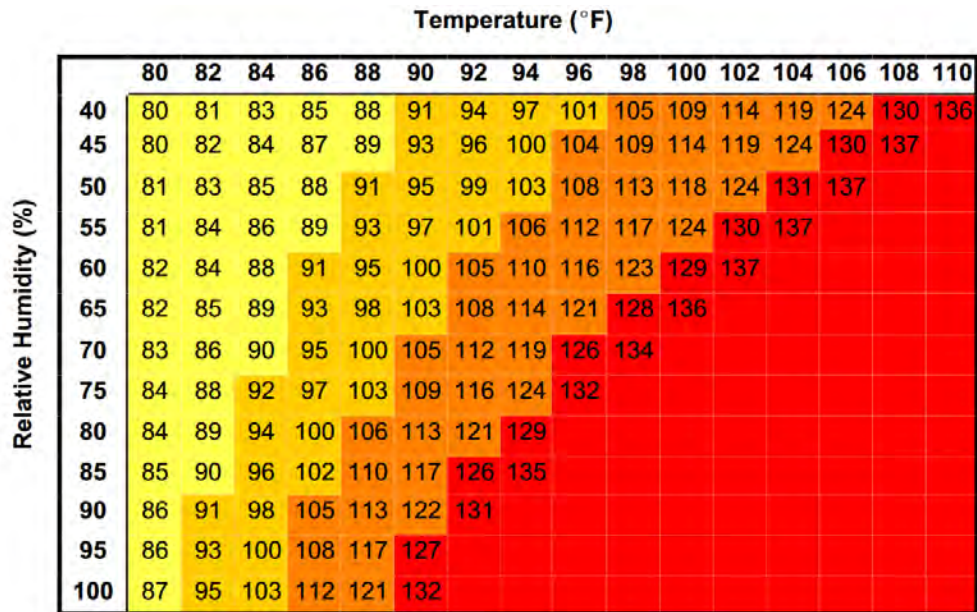 Temperature (°F)
80 82 84 86 88 90 92 94 96 98 100 102 104 106 108 110
Relative Humidity (%)
40 80 81 83 85 88 91 94 97 101 105 109 114 119 124 130 136
45 80 82 84 87 89 93 96 100 104 109 114 119 124 130 137
50 81 83 85 88 91 95 99 103 108 113 118 124 131 137
55 81 84 86 89 93 97 101 106 112 117 124 130 137
60 82 84 88 91 95 100 105 110 116 123 129 137
65 82 85 89 93 98 103 108 114 121 128 136
70 83 86 90 95 100 105 112 119 126 134
75 84 88 92 97 103 109 116 124 132
80 84 89 94 100 106 113 121 129
85 85 90 96 102 110 117 126 135
90 86 91 98 105 113 122 131
95 86 93 100 108 117 127
100 87 95 103 112 121 132